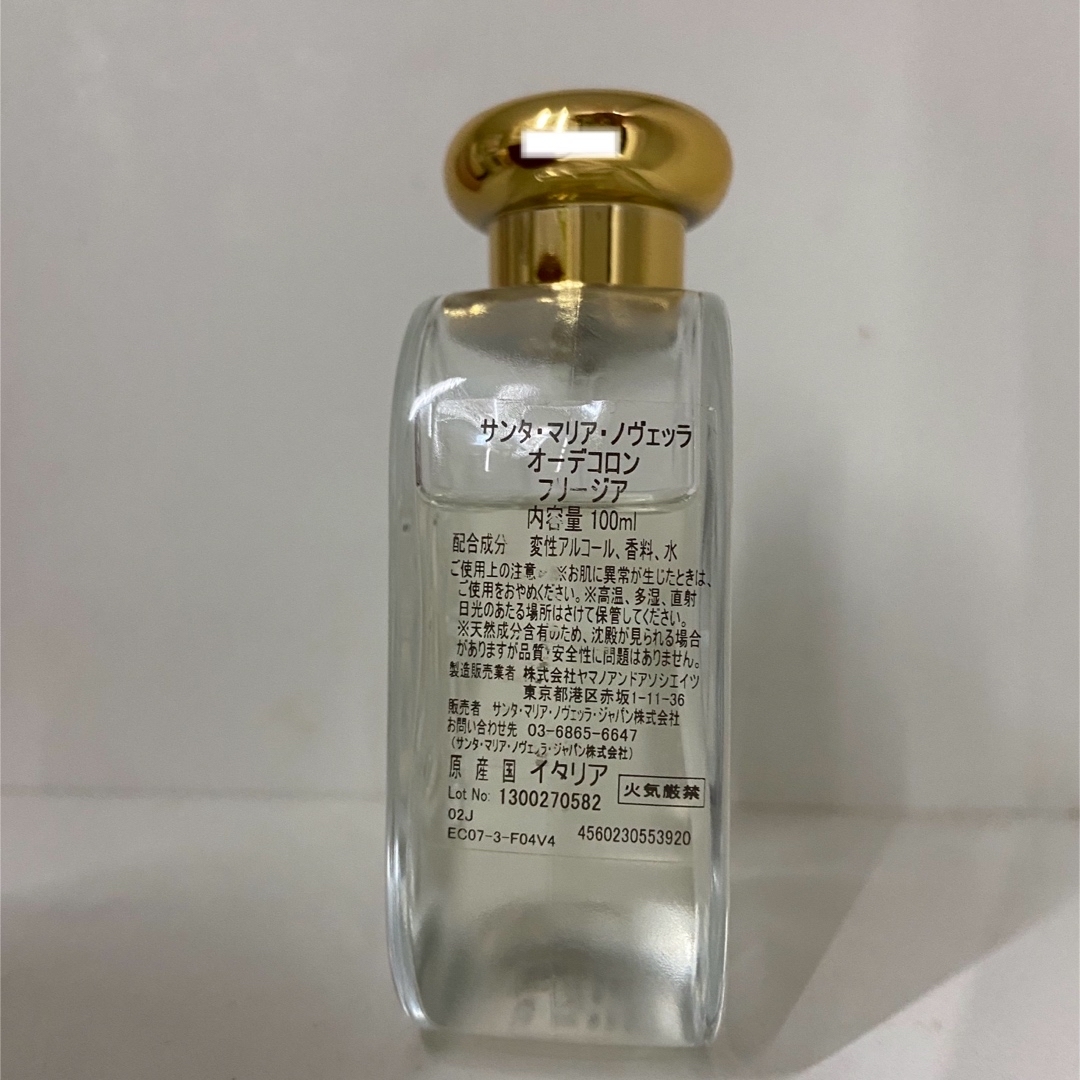 サンタ・マリア・ノヴェッラ
オーデコロン
フリージア
内容量 100ml
配合成分 変性アルコール、香料、水
ご使用上の注意 ※お肌に異常が生じたときは、
ご使用をおやめください。※高温、多湿、直射
日光のあたる場所はさけて保管してください。
※天然成分含有のため、沈殿が見られる場合
がありますが品質・安全性に問題はありません。
製造販売業者 株式会社ヤマノアンドアソシエイツ
東京都港区赤坂1-11-36
販売者 サンタ・マリア・ノヴェッラ・ジャパン株式会社
お問い合わせ先 03-6865-6647
(サンタ・マリア・ノヴェッラ・ジャパン株式会社)
原産国 イタリア
火気厳禁
Lot No: 1300270582
02J
EC07-3-F04V4 4560230553920